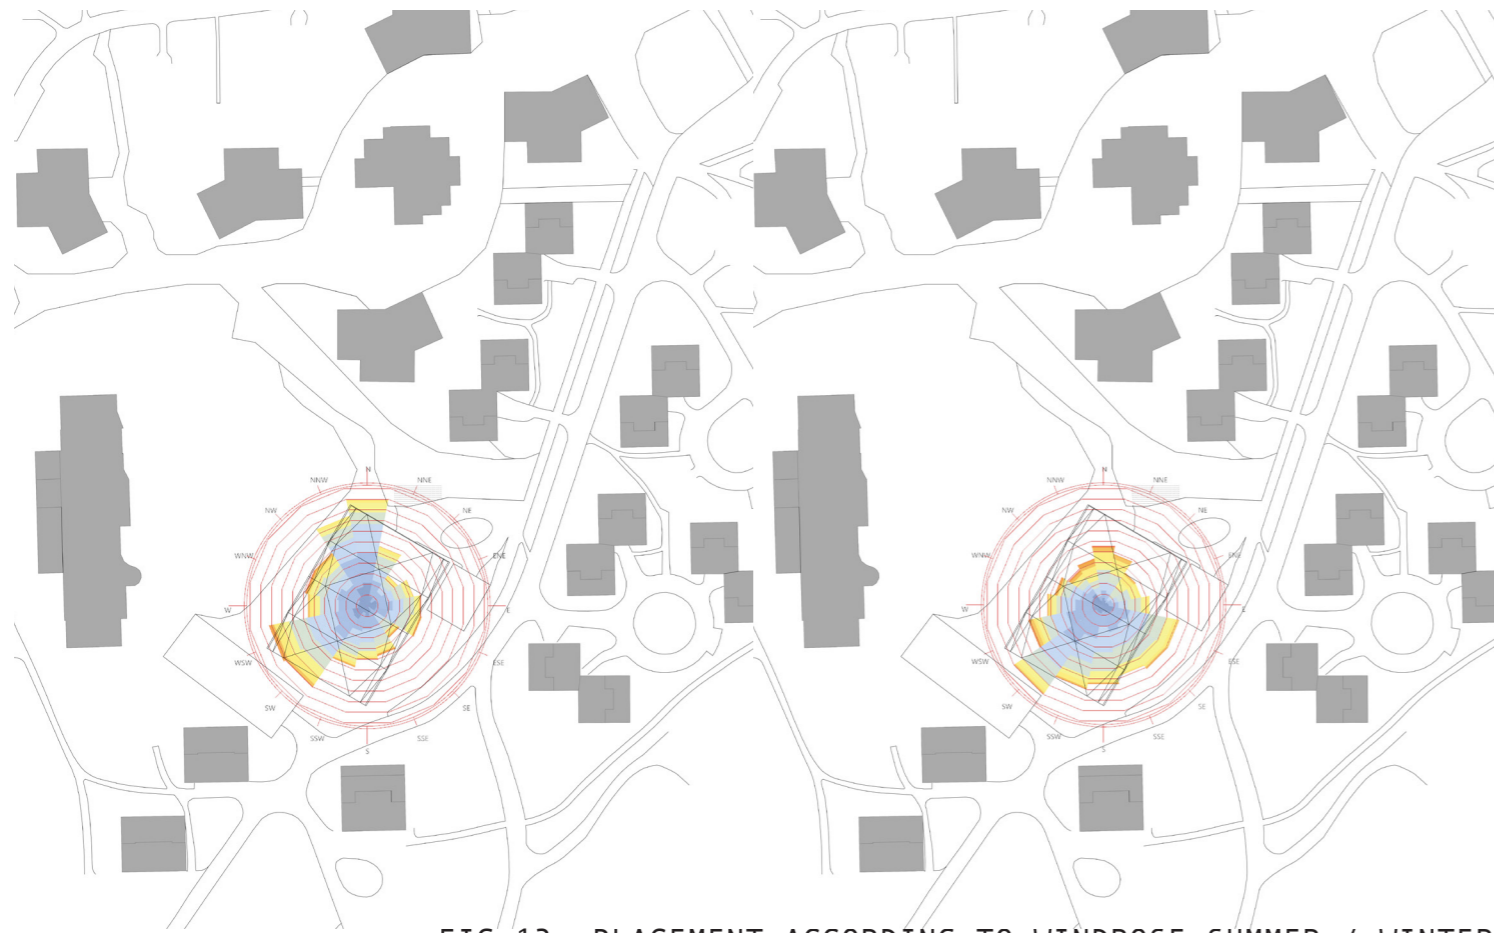 N
NNW
NNE
NW
NE
WNW
ENE
W
E
WSW
ESE
SW
SE
SSW
SSE
S
N
NNW
NNE
NW
NE
WNW
ENE
W
E
WSW
ESE
SW
SE
SSW
SSE
S
FIG 13. PLACEMENT ACCORDING TO WINDROSE SUMMER / WINTER